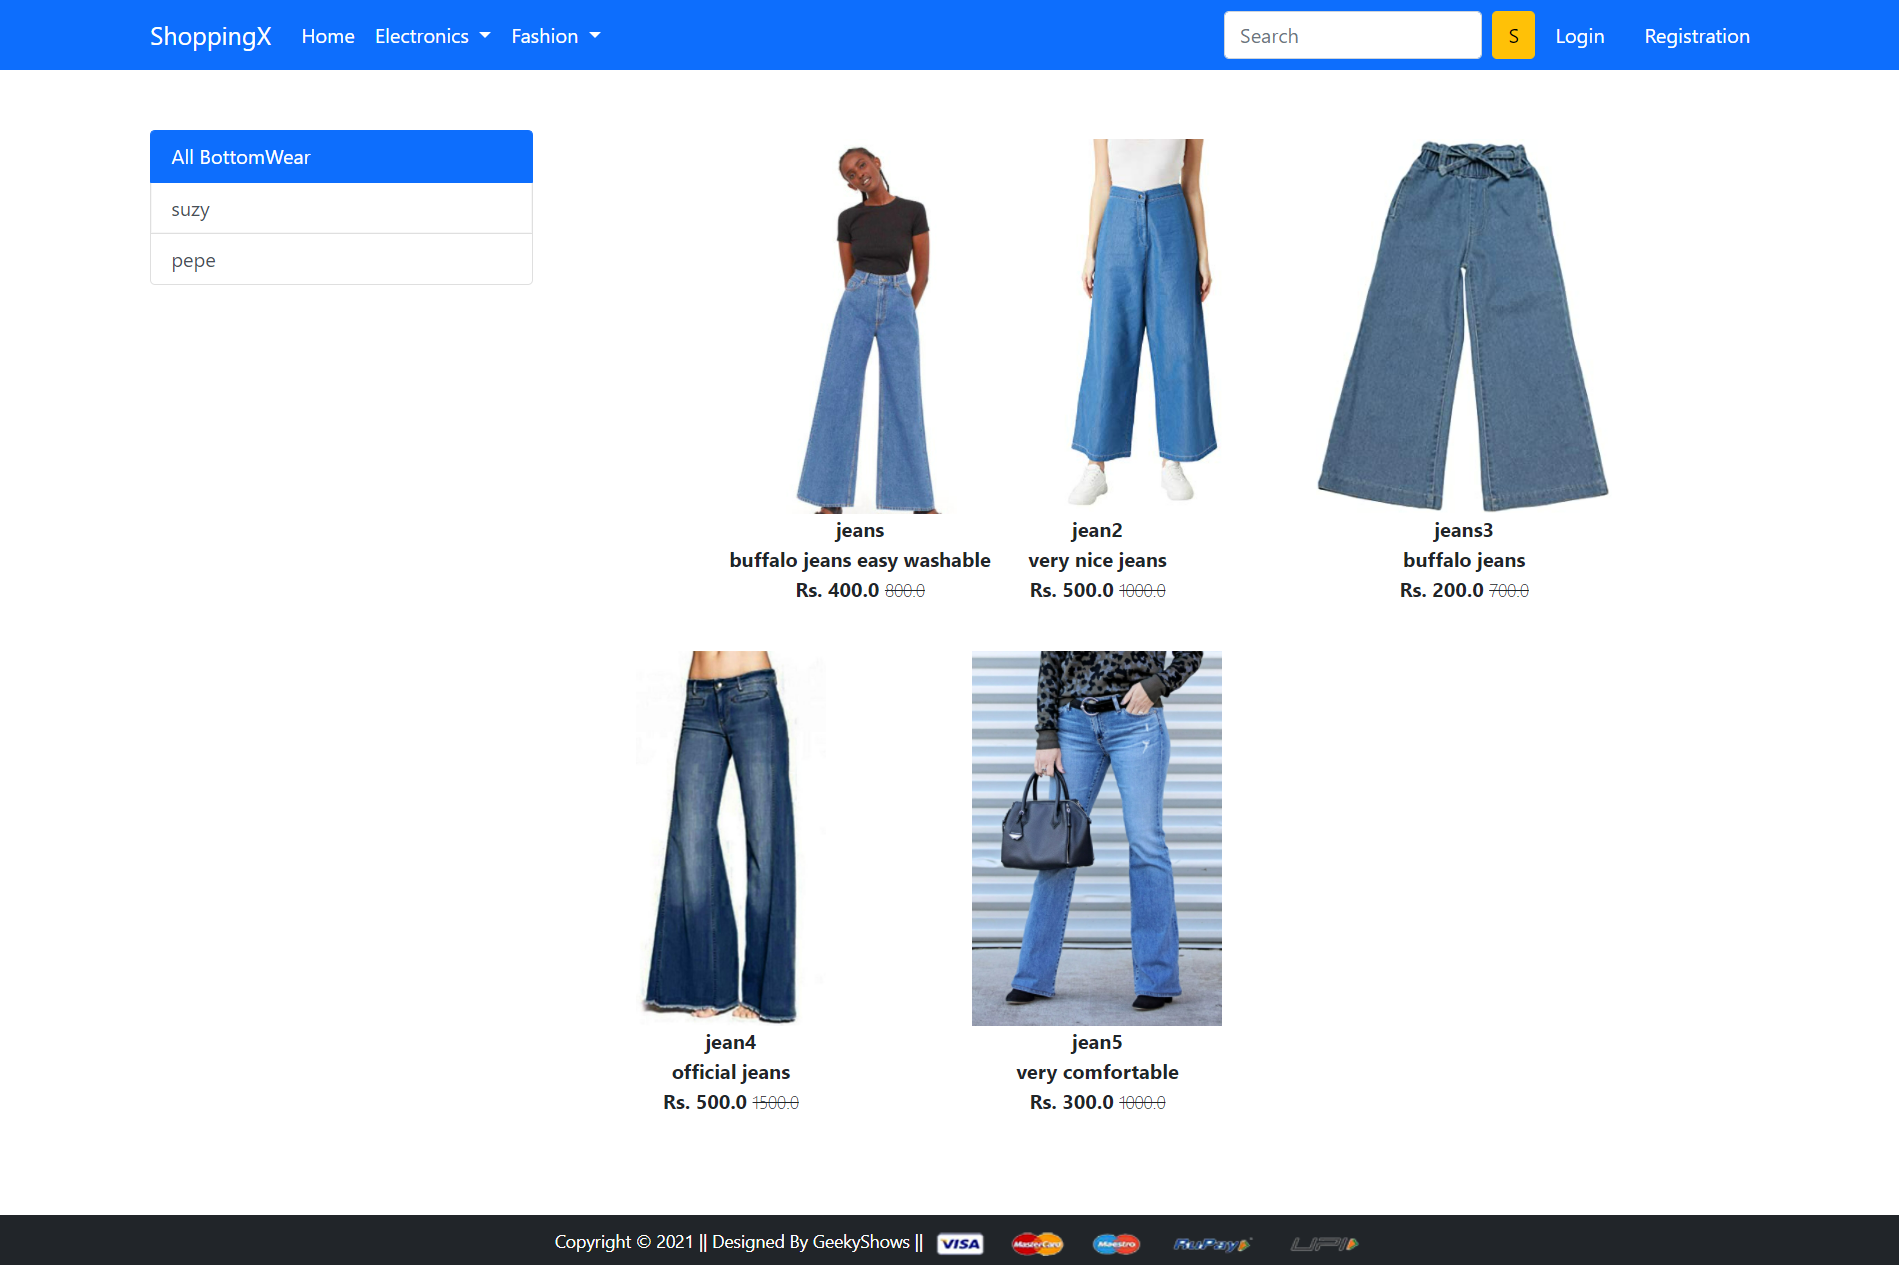 ShoppingX Home Electronics Fashion Search S Login Registration
All BottomWear
suzy
pepe
jeans
buffalo jeans easy washable
Rs. 400.0 800.0
jean2
very nice jeans
Rs. 500.0 1000.0
jeans3
buffalo jeans
Rs. 200.0 700.0
jean4
official jeans
Rs. 500.0 1500.0
jean5
very comfortable
Rs. 300.0 1000.0
Copyright © 2021 || Designed By GeekyShows || VISA MasterCard Maestro RuPay UPI